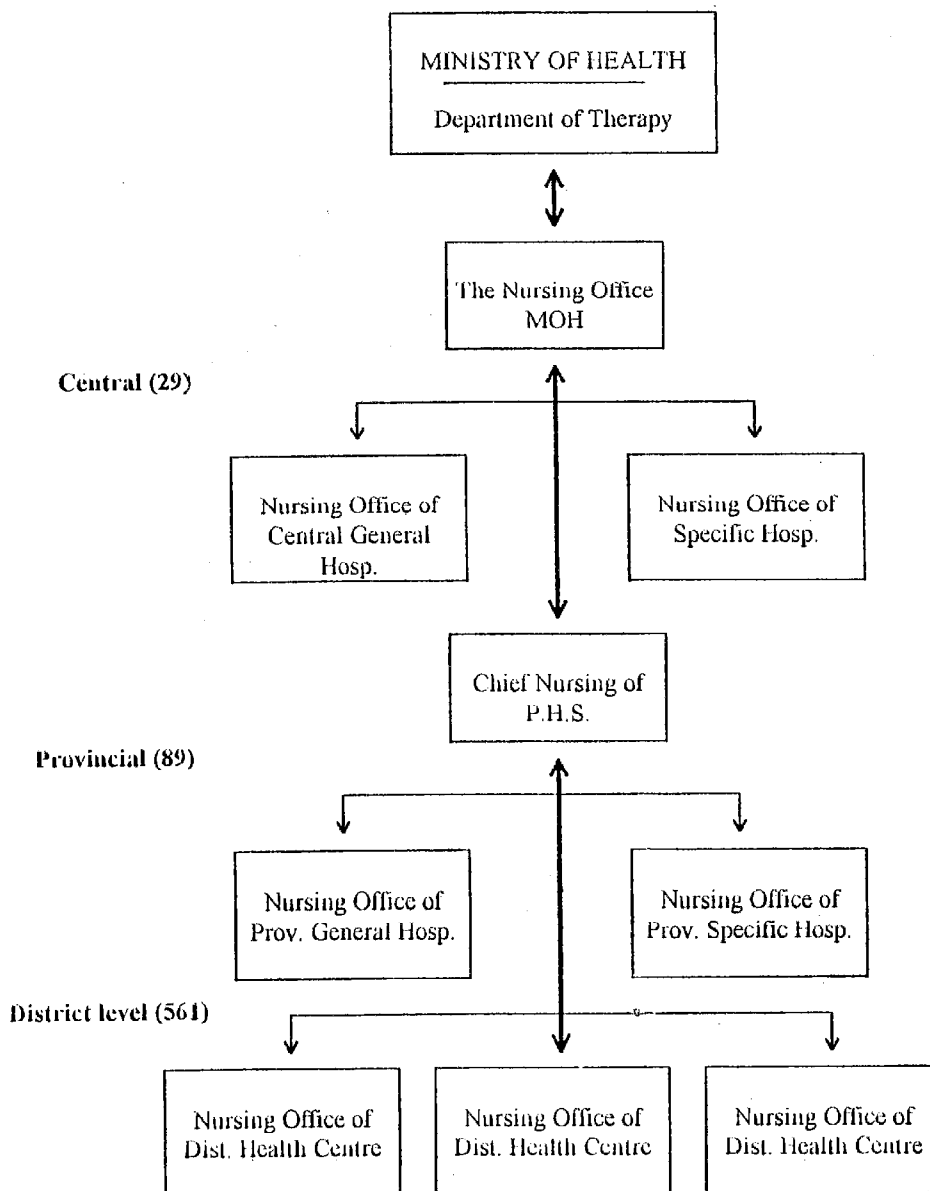 MINISTRY OF HEALTH
Department of Therapy
The Nursing Office
MOH
Central (29)
Nursing Office of
Central General
Hosp.
Nursing Office of
Specific Hosp.
Chief Nursing of
P.H.S.
Provincial (89)
Nursing Office of
Prov. General Hosp.
Nursing Office of
Prov. Specific Hosp.
District level (561)
Nursing Office of
Dist. Health Centre
Nursing Office of
Dist. Health Centre
Nursing Office of
Dist. Health Centre